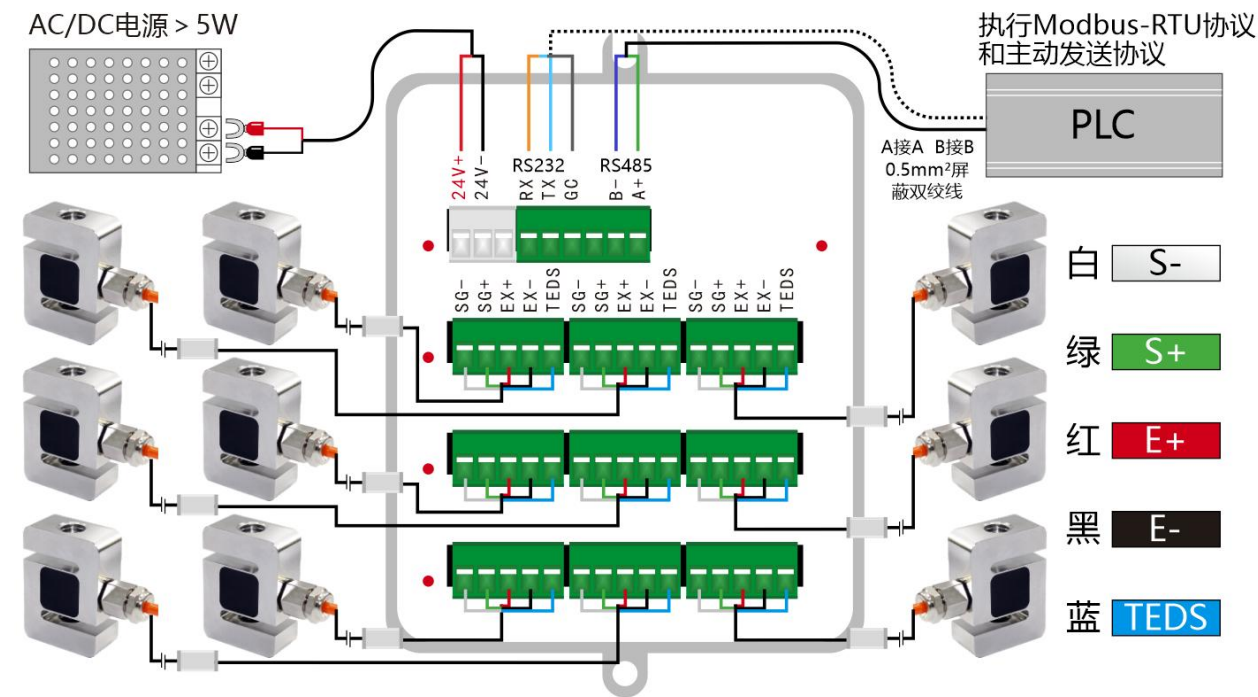 AC/DC电源 > 5W
执行Modbus-RTU协议
和主动发送协议
PLC
A接A B接B
0.5mm²屏
蔽双绞线
RS232
RS485
24V+
24V-
RX
TX
GC
B-
A+
SG-
SG+
EX+
EX-
TEDS
SG-
SG+
EX+
EX-
TEDS
SG-
SG+
EX+
EX-
TEDS
白 S-
绿 S+
红 E+
黑 E-
蓝 TEDS